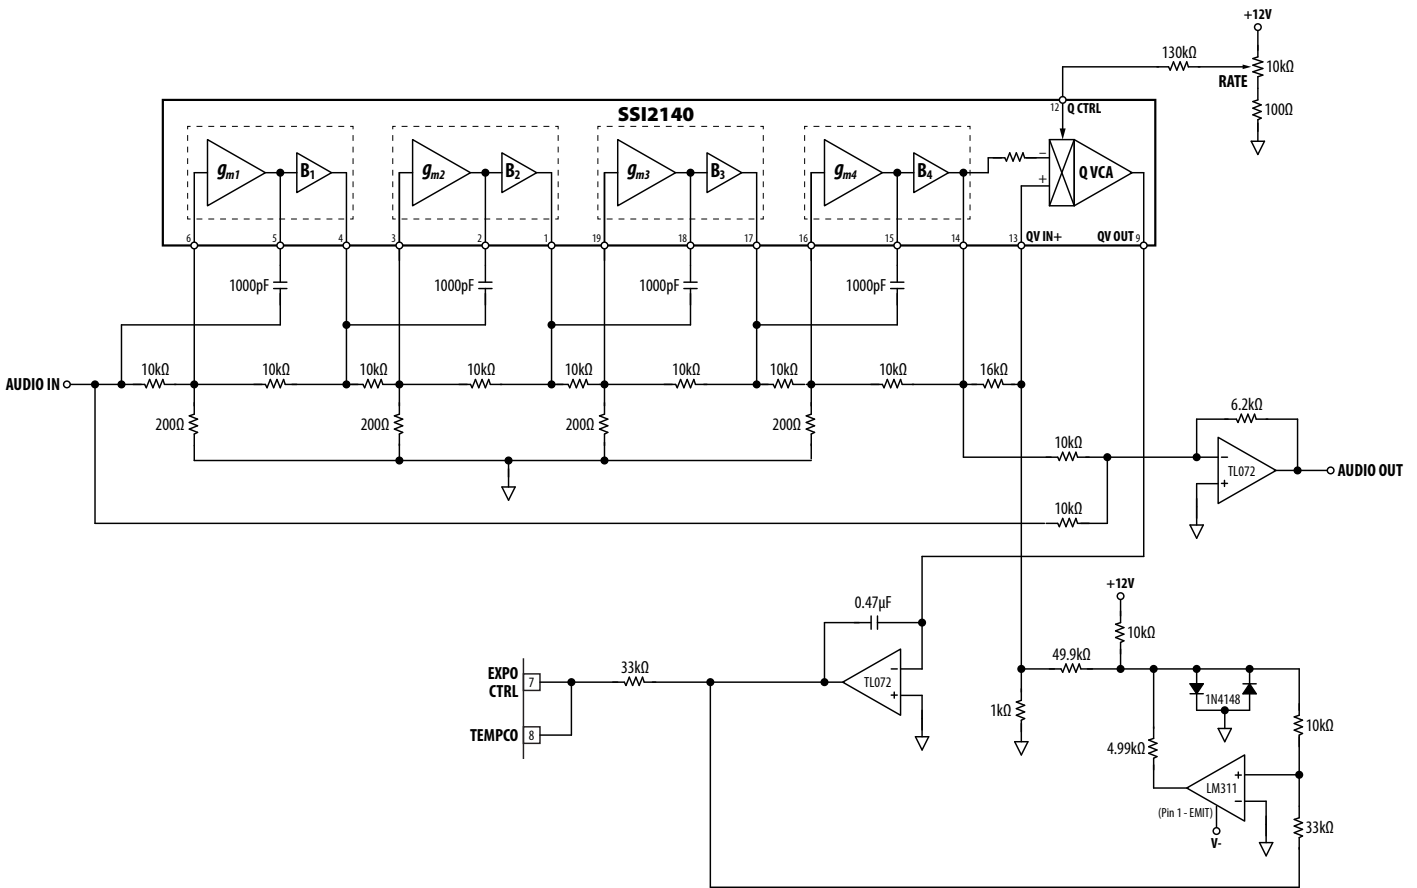 +12V
130kΩ
10kΩ
RATE
100Ω
SSI2140
12 Q CTRL
gm1 B1 gm2 B2 gm3 B3 gm4 B4 − + Q VCA
6 5 4 3 2 1 19 18 17 16 15 14 13 QV IN+ QV OUT 9
1000pF 1000pF 1000pF 1000pF
AUDIO IN 10kΩ 10kΩ 10kΩ 10kΩ 10kΩ 10kΩ 10kΩ 10kΩ 16kΩ
200Ω 200Ω 200Ω 200Ω
6.2kΩ
10kΩ
−
TL072
+
AUDIO OUT
10kΩ
+12V
0.47µF
10kΩ
49.9kΩ
EXPO
CTRL
7
33kΩ
−
TL072
+
TEMPCO 8
1kΩ
1N4148
10kΩ
4.99kΩ
+
LM311
−
(Pin 1 - EMIT)
V-
33kΩ